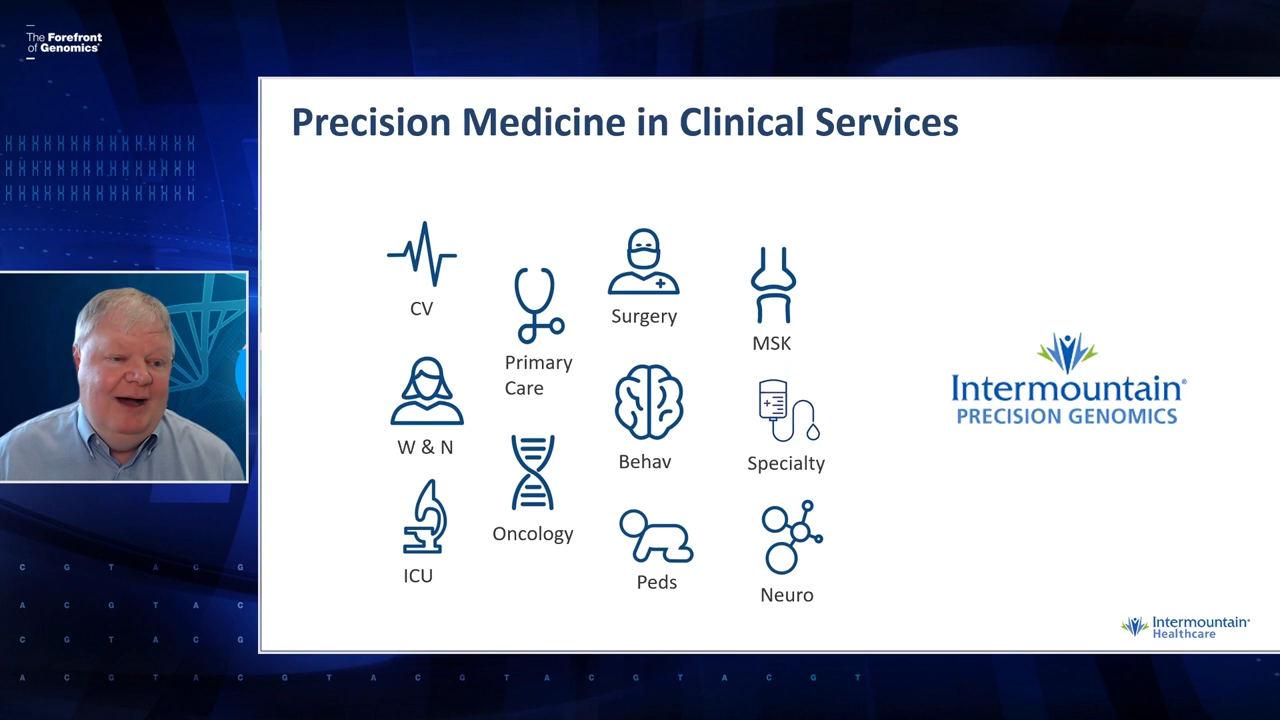 The Forefront
of Genomics®
Precision Medicine in Clinical Services
CV
Primary
Care
Surgery
MSK
W & N
Behav
Specialty
ICU
Oncology
Peds
Neuro
Intermountain®
PRECISION GENOMICS
Intermountain®
Healthcare
C G T A C G
A C G T A C
C G T A C G
A C G T A C G T A C G T A C G T A C G T